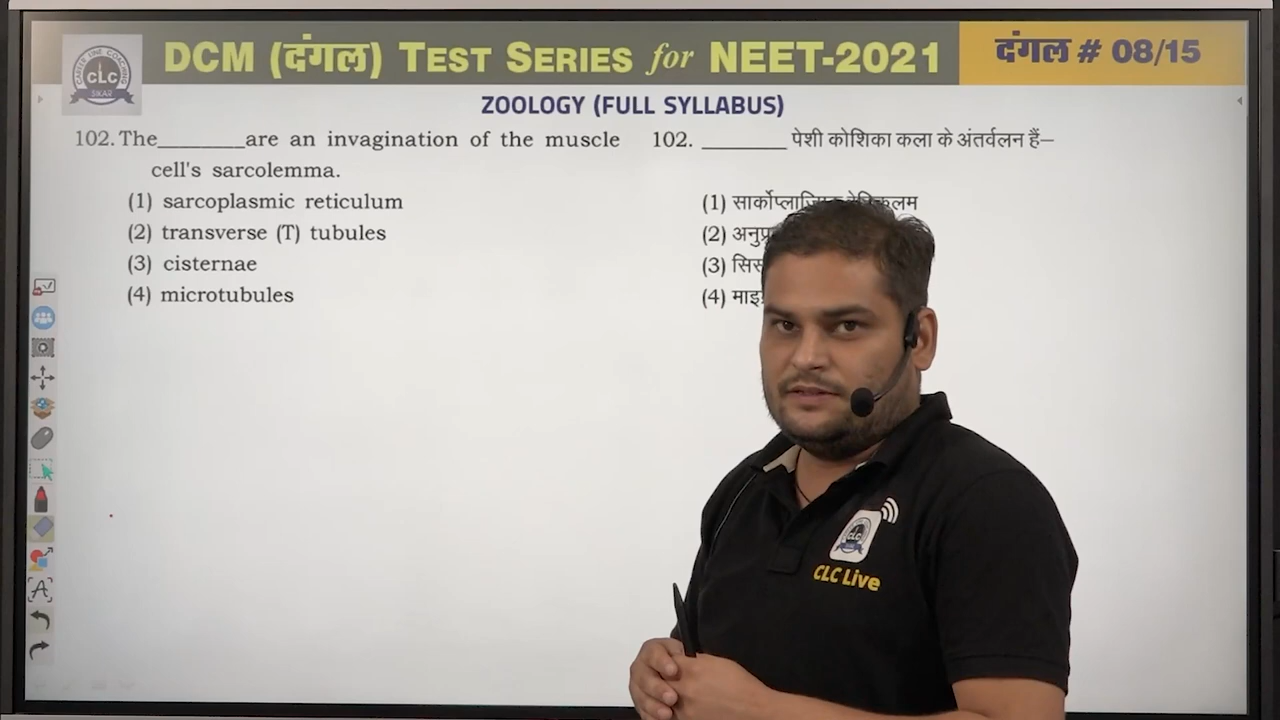 DCM (दंगल) TEST SERIES for NEET-2021
दंगल # 08/15
CLC
SIKAR
ZOOLOGY (FULL SYLLABUS)
102. The________are an invagination of the muscle
cell's sarcolemma.
(1) sarcoplasmic reticulum
(2) transverse (T) tubules
(3) cisternae
(4) microtubules
102. ________ पेशी कोशिका कला के अंतर्वलन हैं–
(1)
(2)
(3)
(4)
CLC
CLC Live